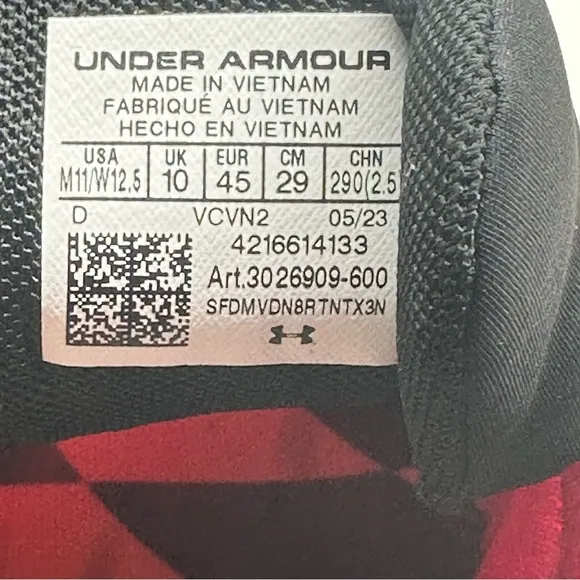 UNDER ARMOUR
MADE IN VIETNAM
FABRIQUÉ AU VIETNAM
HECHO EN VIETNAM
USA UK EUR CM CHN
M11/W12,5 10 45 29 290(2.5
D VCVN2 05/23
4216614133
Art.3026909-600
SFDMVDN8RTNTX3N